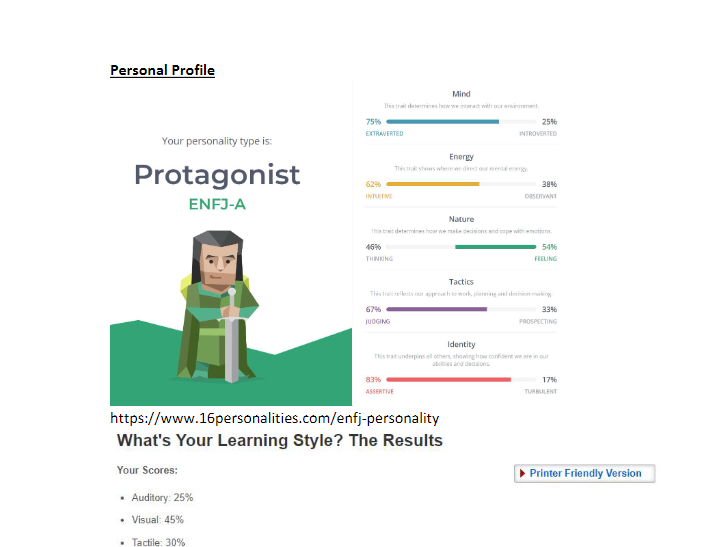 Personal Profile
Your personality type is:
Protagonist
ENFJ-A
Mind
This trait determines how we interact with our environment.
75% 25%
EXTRAVERTED INTROVERTED
Energy
This trait shows where we direct our mental energy.
62% 38%
INTUITIVE OBSERVANT
Nature
This trait determines how we make decisions and cope with emotions.
46% 54%
THINKING FEELING
Tactics
This trait reflects our approach to work, planning and decision-making.
67% 33%
JUDGING PROSPECTING
Identity
This trait underpins all others, showing how confident we are in our
abilities and decisions.
83% 17%
ASSERTIVE TURBULENT
https://www.16personalities.com/enfj-personality
What's Your Learning Style? The Results
Your Scores:
Printer Friendly Version
• Auditory: 25%
• Visual: 45%
• Tactile: 30%